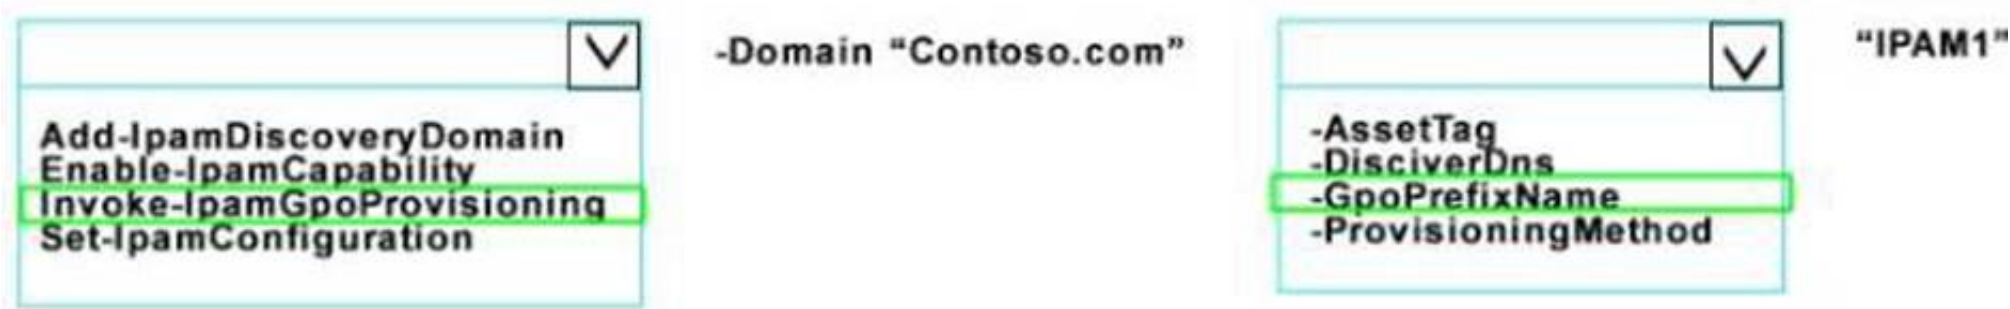 -Domain “Contoso.com”
“IPAM1”
Add-IpamDiscoveryDomain
Enable-IpamCapability
Invoke-IpamGpoProvisioning
Set-IpamConfiguration
-AssetTag
-DisciverDns
-GpoPrefixName
-ProvisioningMethod